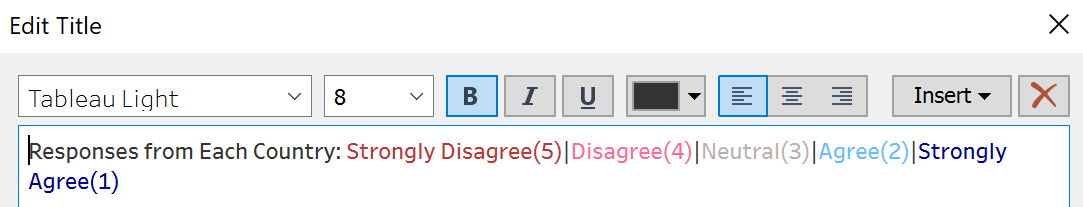 Edit Title
Tableau Light 8 B I U Insert
Responses from Each Country: Strongly Disagree(5)|Disagree(4)|Neutral(3)|Agree(2)|Strongly
Agree(1)